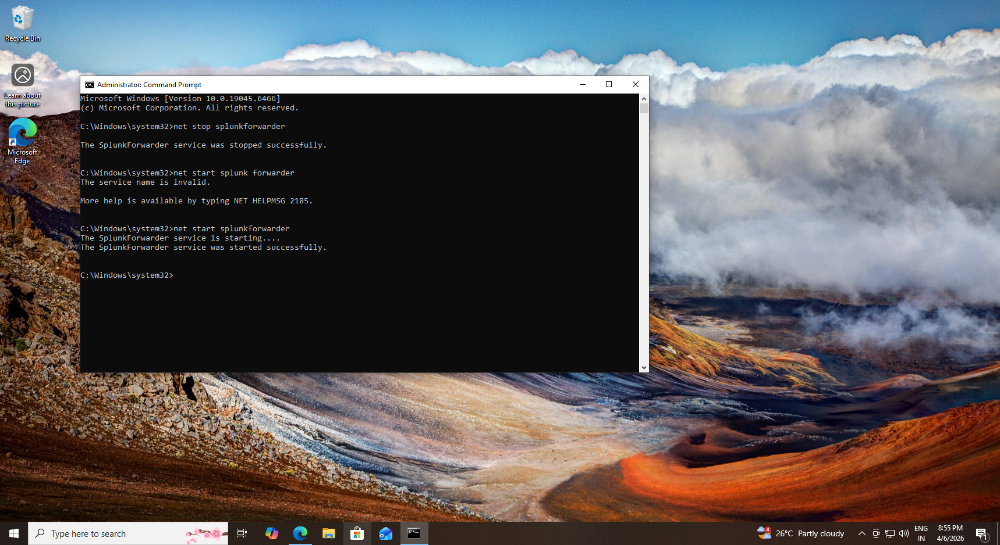 Recycle Bin
Learn about
this picture
Microsoft
Edge
Administrator: Command Prompt
Microsoft Windows [Version 10.0.19045.6466]
(c) Microsoft Corporation. All rights reserved.
C:\Windows\system32>net stop splunkforwarder
The SplunkForwarder service was stopped successfully.
C:\Windows\system32>net start splunk forwarder
The service name is invalid.
More help is available by typing NET HELPMSG 2185.
C:\Windows\system32>net start splunkforwarder
The SplunkForwarder service is starting....
The SplunkForwarder service was started successfully.
C:\Windows\system32>
Type here to search
4
26°C Partly cloudy
ENG
IN
8:55 PM
4/6/2026
1